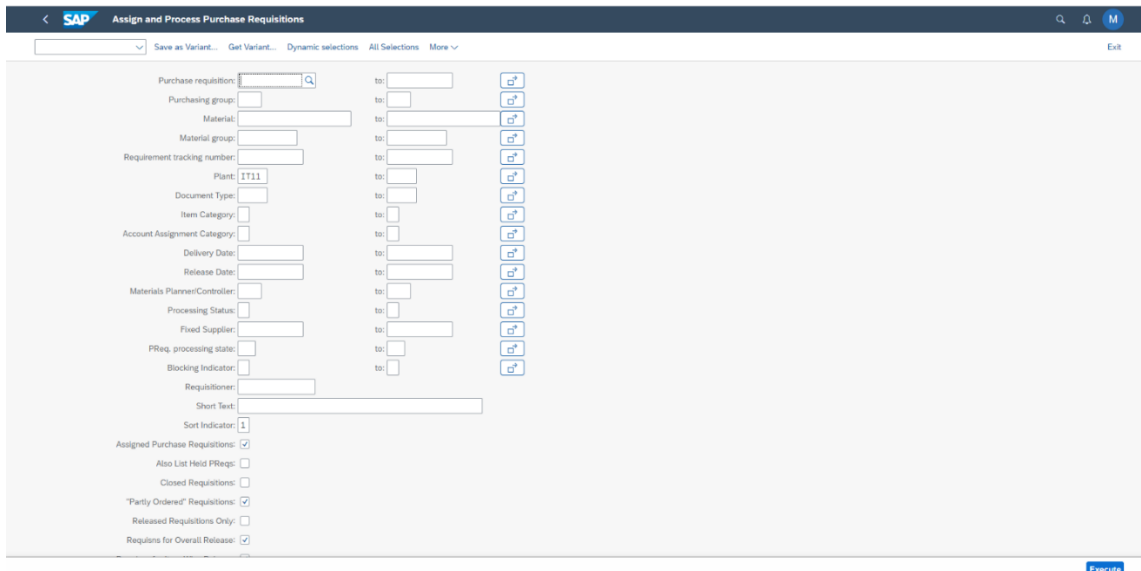 SAP Assign and Process Purchase Requisitions M
Save as Variant... Get Variant... Dynamic selections All Selections More Exit
Purchase requisition: to:
Purchasing group: to:
Material: to:
Material group: to:
Requirement tracking number: to:
Plant: IT11 to:
Document Type: to:
Item Category: to:
Account Assignment Category: to:
Delivery Date: to:
Release Date: to:
Materials Planner/Controller: to:
Processing Status: to:
Fixed Supplier: to:
PReq. processing state: to:
Blocking Indicator: to:
Requisitioner:
Short Text:
Sort Indicator: 1
Assigned Purchase Requisitions:
Also List Held PReqs:
Closed Requisitions:
"Partly Ordered" Requisitions:
Released Requisitions Only:
Requisns for Overall Release:
Execute